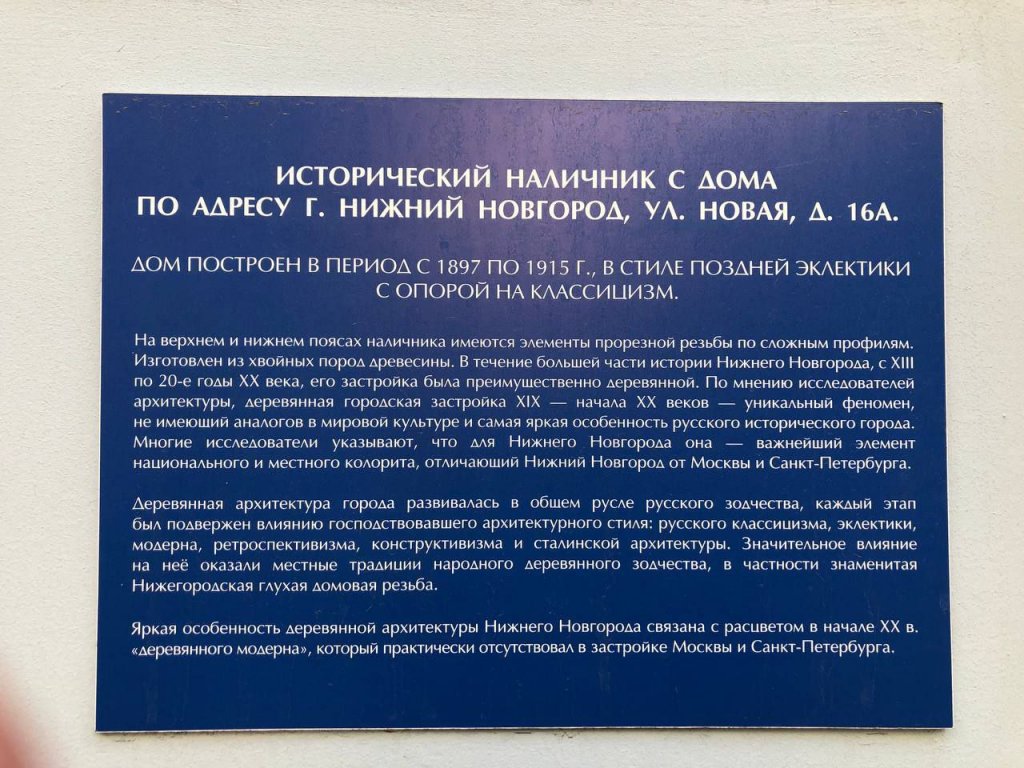 ИСТОРИЧЕСКИЙ НАЛИЧНИК С ДОМА
ПО АДРЕСУ Г. НИЖНИЙ НОВГОРОД, УЛ. НОВАЯ, Д. 16А.
ДОМ ПОСТРОЕН В ПЕРИОД С 1897 ПО 1915 Г., В СТИЛЕ ПОЗДНЕЙ ЭКЛЕКТИКИ
С ОПОРОЙ НА КЛАССИЦИЗМ.
На верхнем и нижнем поясах наличника имеются элементы прорезной резьбы по сложным профилям.
Изготовлен из хвойных пород древесины. В течение большей части истории Нижнего Новгорода, с XIII
по 20-е годы XX века, его застройка была преимущественно деревянной. По мнению исследователей
архитектуры, деревянная городская застройка XIX — начала XX веков — уникальный феномен,
не имеющий аналогов в мировой культуре и самая яркая особенность русского исторического города.
Многие исследователи указывают, что для Нижнего Новгорода она — важнейший элемент
национального и местного колорита, отличающий Нижний Новгород от Москвы и Санкт-Петербурга.
Деревянная архитектура города развивалась в общем русле русского зодчества, каждый этап
был подвержен влиянию господствовавшего архитектурного стиля: русского классицизма, эклектики,
модерна, ретроспективизма, конструктивизма и сталинской архитектуры. Значительное влияние
на неё оказали местные традиции народного деревянного зодчества, в частности знаменитая
Нижегородская глухая домовая резьба.
Яркая особенность деревянной архитектуры Нижнего Новгорода связана с расцветом в начале XX в.
«деревянного модерна», который практически отсутствовал в застройке Москвы и Санкт-Петербурга.